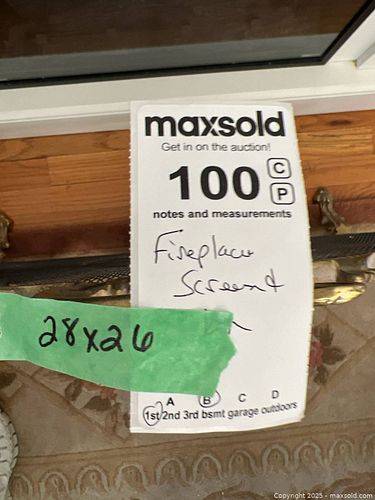 maxsold
Get in on the auction!
100 C
P
notes and measurements
Fireplace
Screen +
28x26
A B C D
1st 2nd 3rd bsmt garage outdoors
Copyright 2025 - maxsold.com